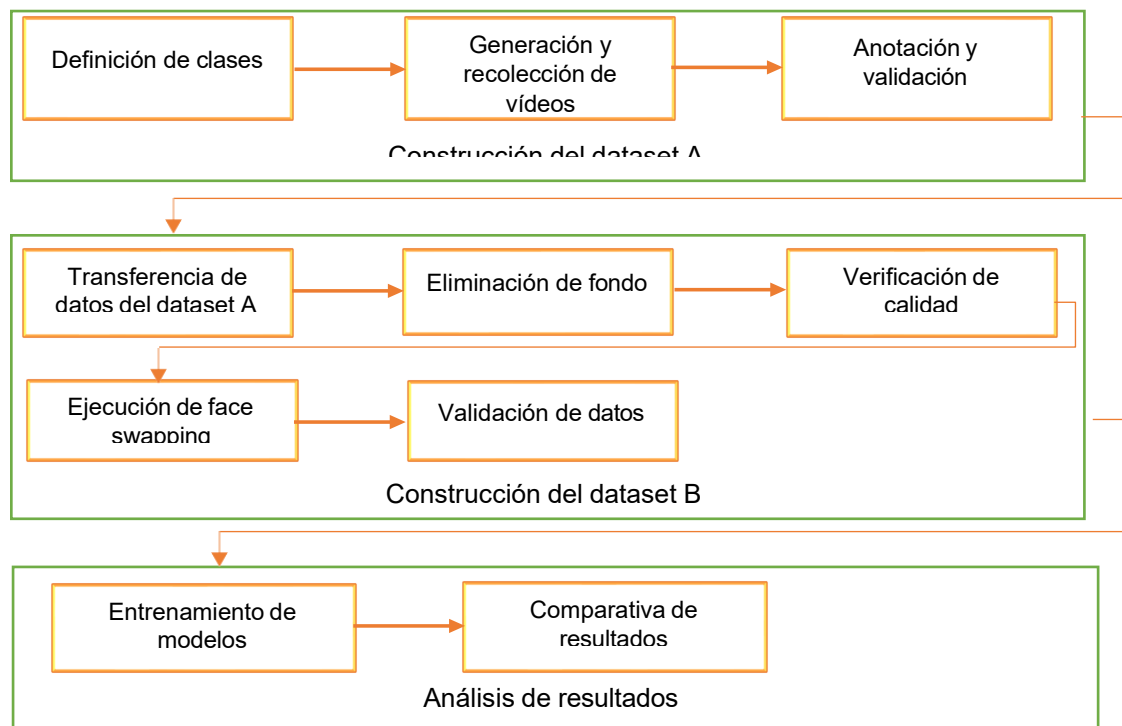 Definición de clases
Generación y
recolección de
vídeos
Anotación y
validación
Construcción del dataset A
Transferencia de
datos del dataset A
Eliminación de fondo
Verificación de
calidad
Ejecución de face
swapping
Validación de datos
Construcción del dataset B
Entrenamiento de
modelos
Comparativa de
resultados
Análisis de resultados